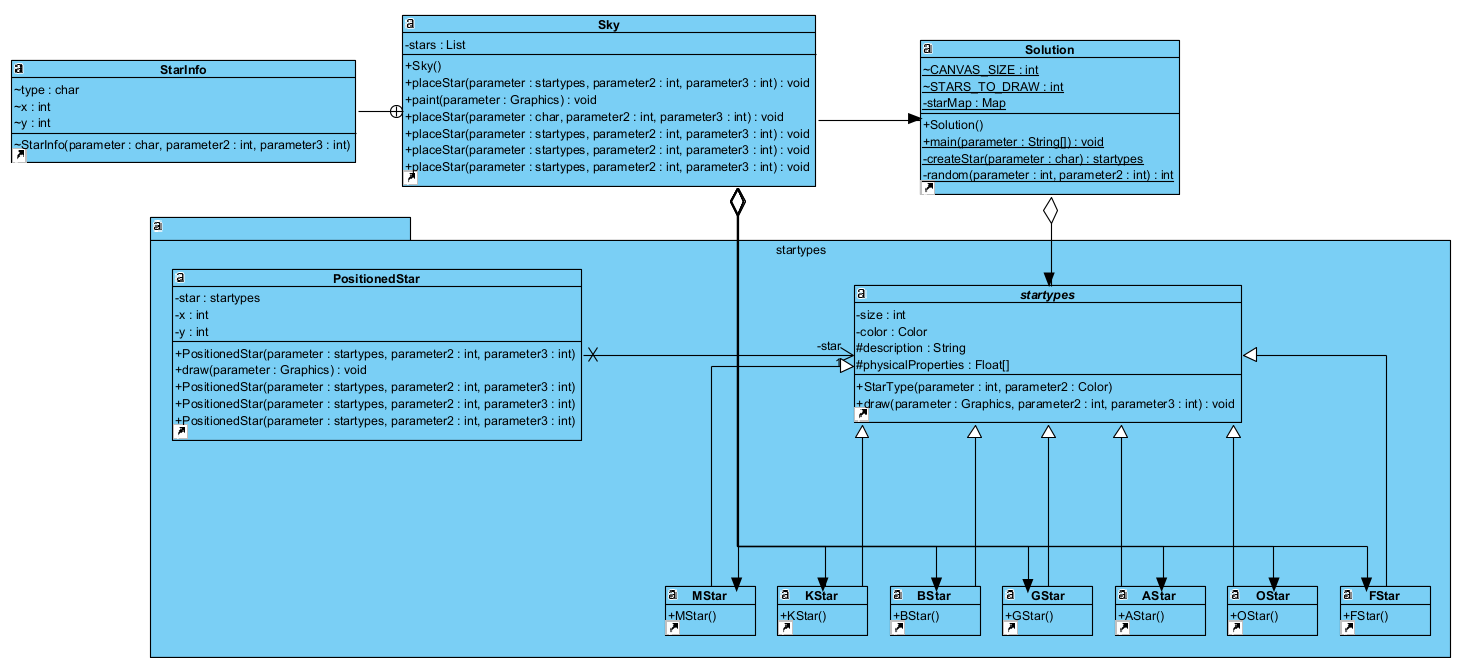 StarInfo
~type : char
~x : int
~y : int
~StarInfo(parameter : char, parameter2 : int, parameter3 : int)
Sky
-stars : List
+Sky()
+placeStar(parameter : startypes, parameter2 : int, parameter3 : int) : void
+paint(parameter : Graphics) : void
+placeStar(parameter : char, parameter2 : int, parameter3 : int) : void
+placeStar(parameter : startypes, parameter2 : int, parameter3 : int) : void
+placeStar(parameter : startypes, parameter2 : int, parameter3 : int) : void
+placeStar(parameter : startypes, parameter2 : int, parameter3 : int) : void
Solution
~CANVAS_SIZE : int
~STARS_TO_DRAW : int
-starMap : Map
+Solution()
+main(parameter : String[]) : void
-createStar(parameter : char) : startypes
-random(parameter : int, parameter2 : int) : int
startypes
PositionedStar
-star : startypes
-x : int
-y : int
+PositionedStar(parameter : startypes, parameter2 : int, parameter3 : int)
+draw(parameter : Graphics) : void
+PositionedStar(parameter : startypes, parameter2 : int, parameter3 : int)
+PositionedStar(parameter : startypes, parameter2 : int, parameter3 : int)
+PositionedStar(parameter : startypes, parameter2 : int, parameter3 : int)
-star
startypes
-size : int
-color : Color
#description : String
#physicalProperties : Float[]
+StarType(parameter : int, parameter2 : Color)
+draw(parameter : Graphics, parameter2 : int, parameter3 : int) : void
MStar
+MStar()
KStar
+KStar()
BStar
+BStar()
GStar
+GStar()
AStar
+AStar()
OStar
+OStar()
FStar
+FStar()